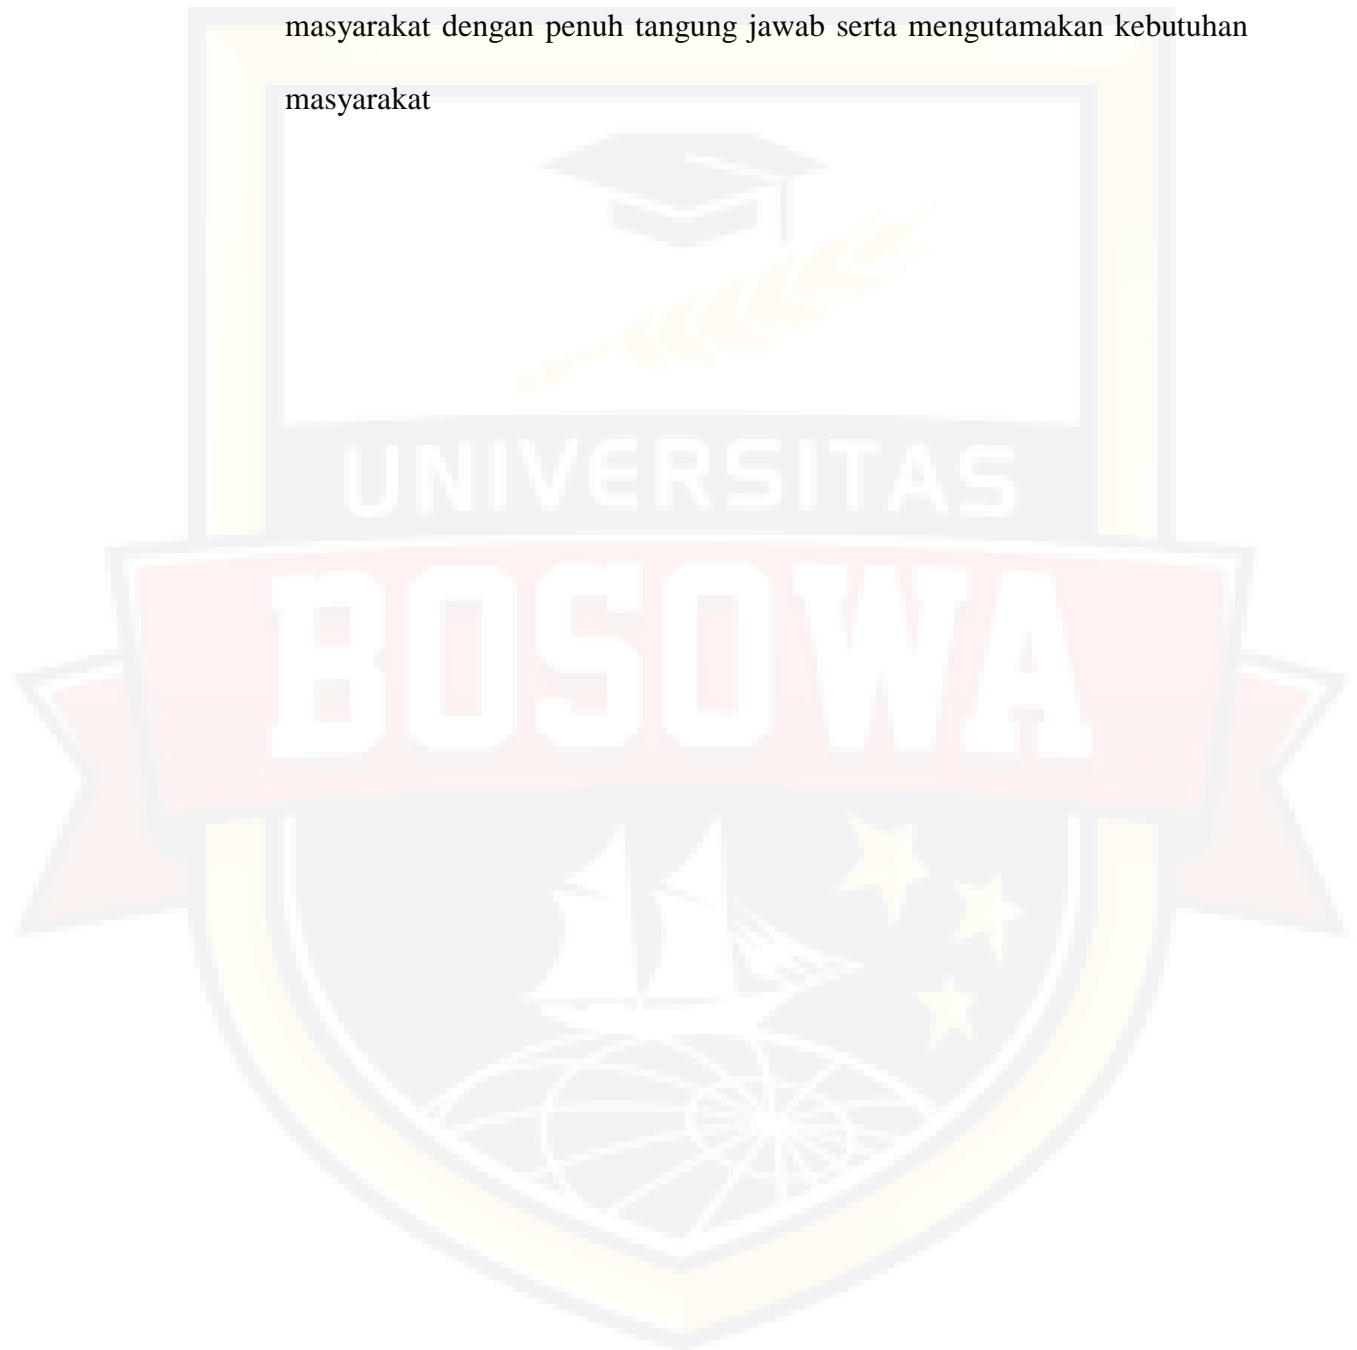 masyarakat dengan penuh tangung jawab serta mengutamakan kebutuhan
masyarakat
UNIVERSITAS
BOSOWA